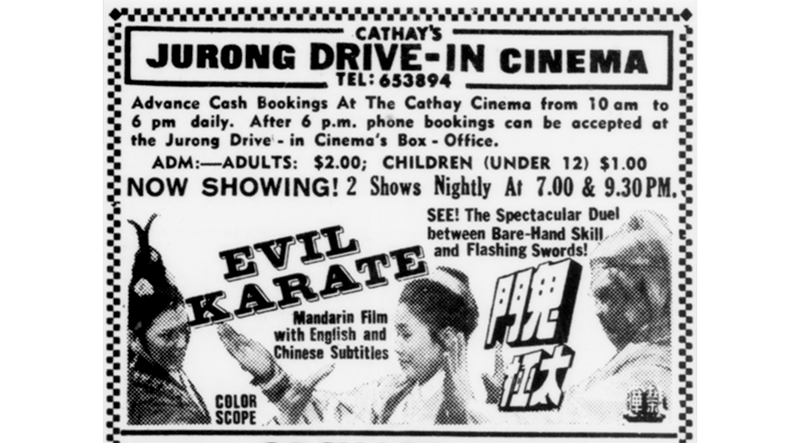 CATHAY'S
JURONG DRIVE-IN CINEMA
TEL: 653894
Advance Cash Bookings At The Cathay Cinema from 10 am to
6 pm daily. After 6 p.m. phone bookings can be accepted at
the Jurong Drive - in Cinema's Box - Office.
ADM:—ADULTS: $2.00; CHILDREN (UNDER 12) $1.00
NOW SHOWING! 2 Shows Nightly At 7.00 & 9.30 PM.
SEE! The Spectacular Duel
between Bare-Hand Skill
and Flashing Swords!
EVIL
KARATE
Mandarin Film
with English and
Chinese Subtitles
鬼門
太極
COLOR
SCOPE